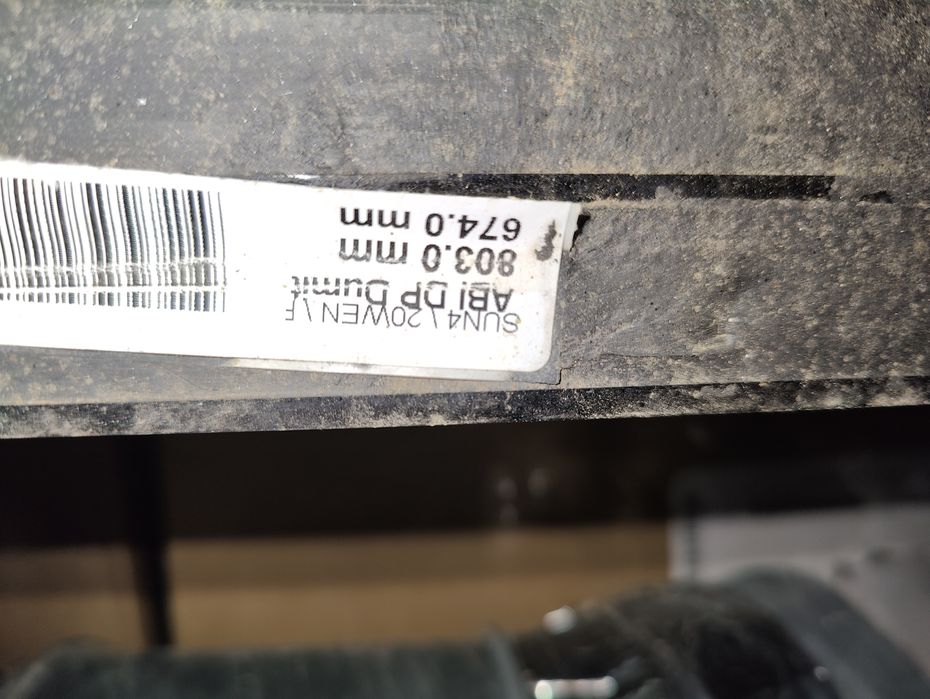 SUN4 \ 20WEN \ F
ABI DP Dumit
803.0 mm
674.0 mm